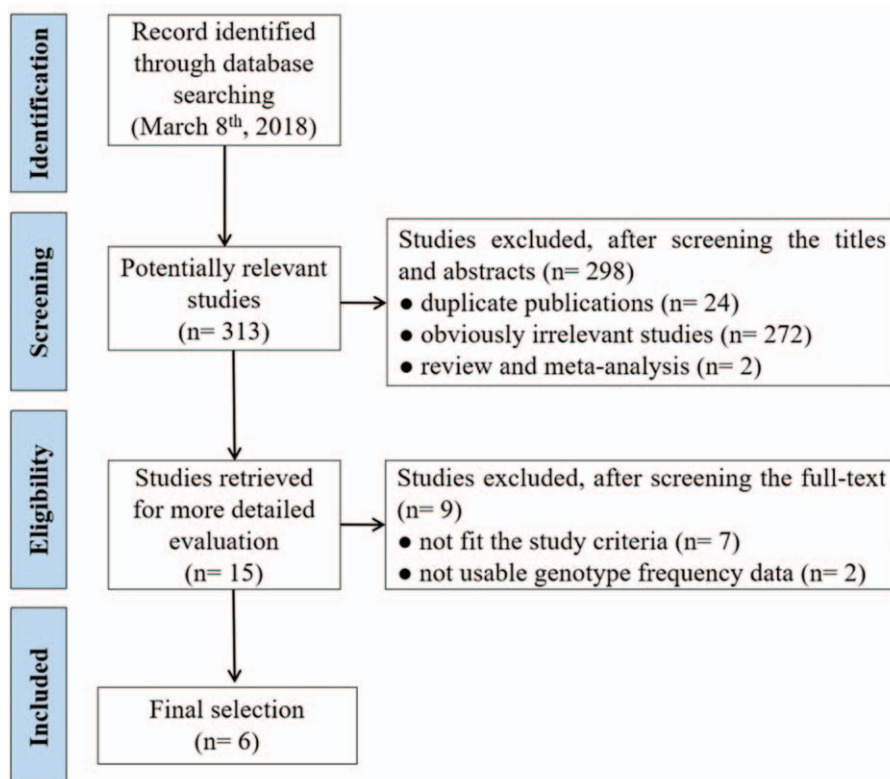 Identification
Record identified
through database
searching
(March 8th, 2018)
Screening
Potentially relevant
studies
(n= 313)
Studies excluded, after screening the titles
and abstracts (n= 298)
● duplicate publications (n= 24)
● obviously irrelevant studies (n= 272)
● review and meta-analysis (n= 2)
Eligibility
Studies retrieved
for more detailed
evaluation
(n= 15)
Studies excluded, after screening the full-text
(n= 9)
● not fit the study criteria (n= 7)
● not usable genotype frequency data (n= 2)
Included
Final selection
(n= 6)